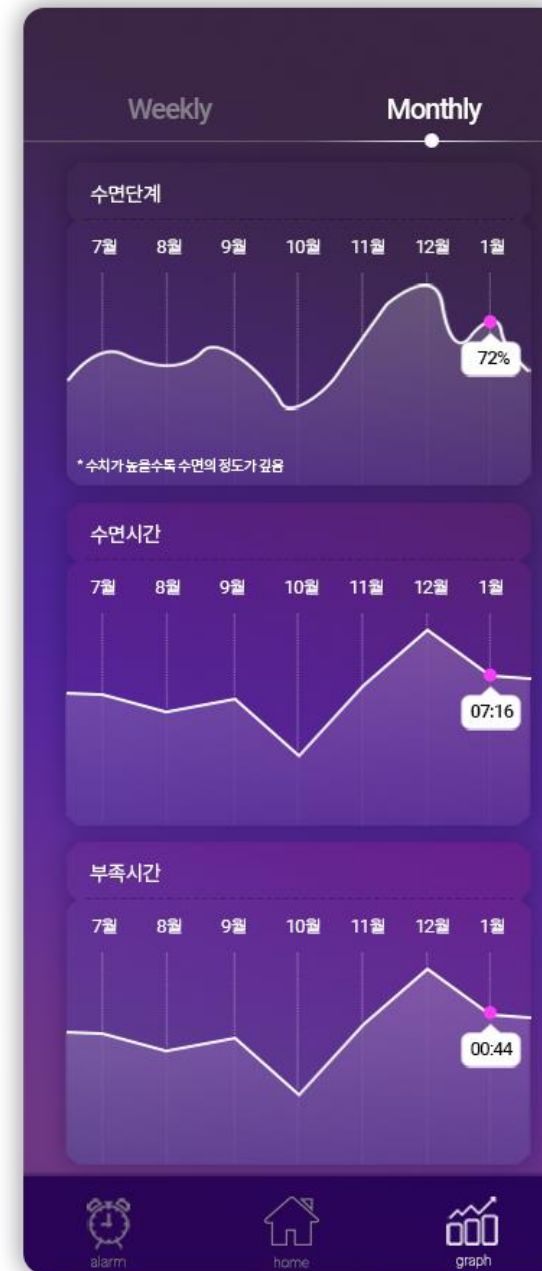 Weekly Monthly
수면단계
7월 8월 9월 10월 11월 12월 1월
72%
* 수치가 높을수록 수면의 정도가 깊음
수면시간
7월 8월 9월 10월 11월 12월 1월
07:16
부족시간
7월 8월 9월 10월 11월 12월 1월
00:44
alarm home graph